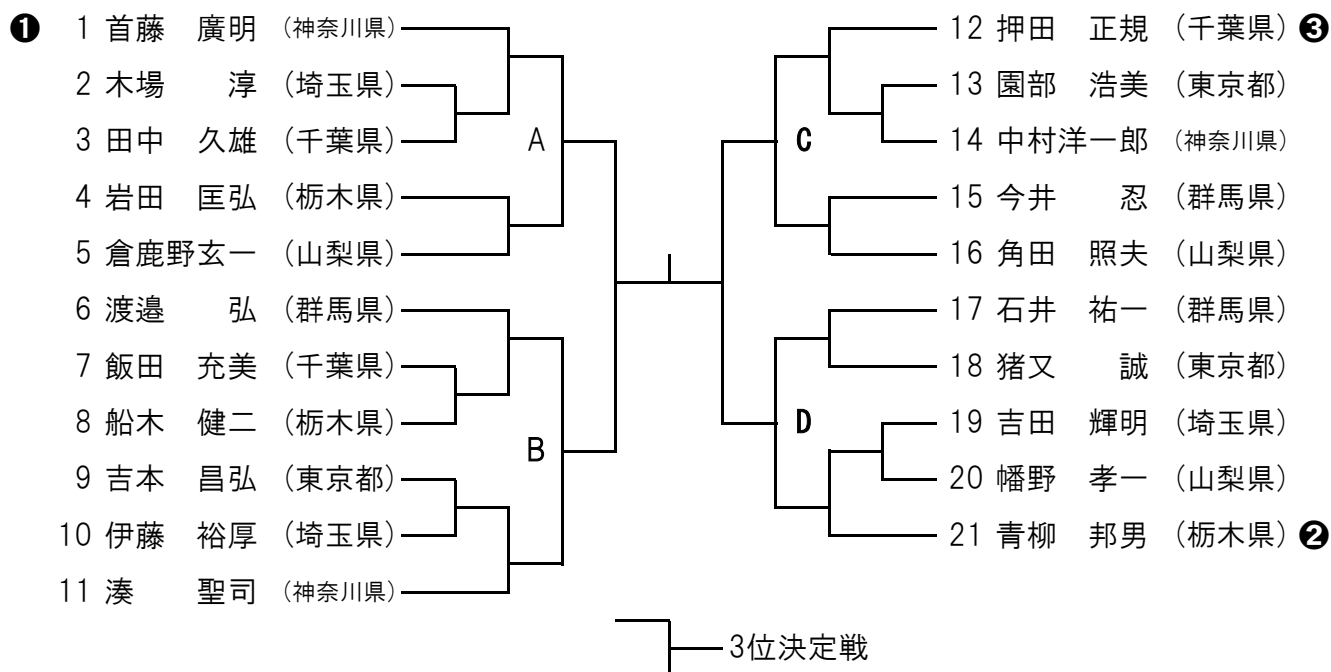 ❶ 1 首藤 廣明 (神奈川県)
2 木場 淳 (埼玉県)
3 田中 久雄 (千葉県)
A
4 岩田 匡弘 (栃木県)
5 倉鹿野玄一 (山梨県)
6 渡邉 弘 (群馬県)
7 飯田 充美 (千葉県)
8 船木 健二 (栃木県)
B
9 吉本 昌弘 (東京都)
10 伊藤 裕厚 (埼玉県)
11 湊 聖司 (神奈川県)
12 押田 正規 (千葉県) ❸
13 園部 浩美 (東京都)
C
14 中村洋一郎 (神奈川県)
15 今井 忍 (群馬県)
16 角田 照夫 (山梨県)
17 石井 祐一 (群馬県)
18 猪又 誠 (東京都)
D
19 吉田 輝明 (埼玉県)
20 幡野 孝一 (山梨県)
21 青柳 邦男 (栃木県) ❷
3位決定戦